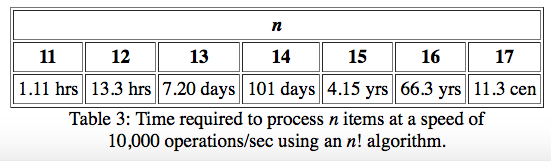 n
11 12 13 14 15 16 17
1.11 hrs 13.3 hrs 7.20 days 101 days 4.15 yrs 66.3 yrs 11.3 cen
Table 3: Time required to process n items at a speed of
10,000 operations/sec using an n! algorithm.